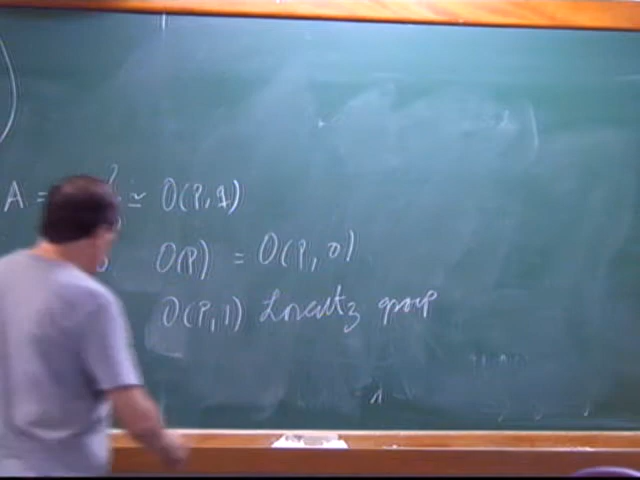 A = ≃ O(p,q)
O(p) = O(p,0)
O(p,1) Lorentz group